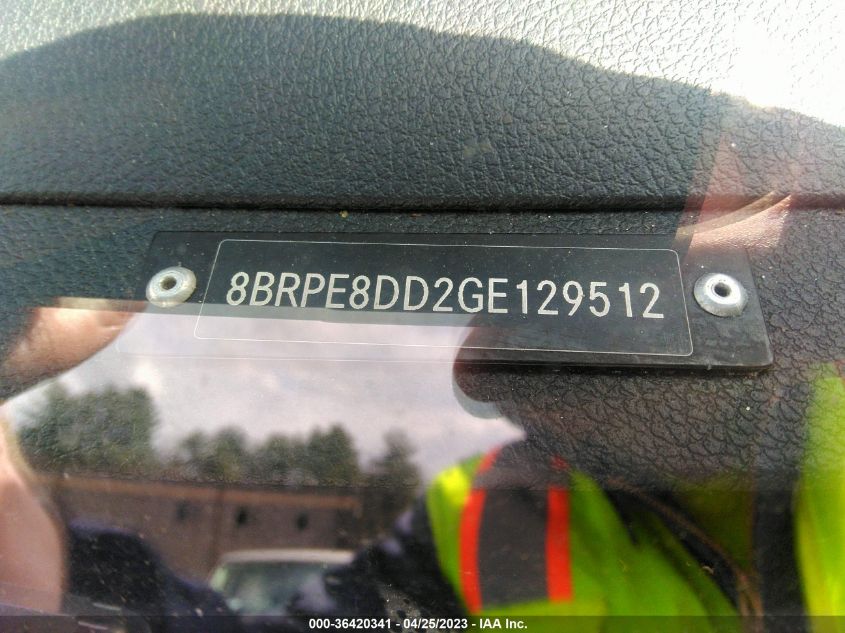 8BRPE8DD2GE129512
000-36420341 - 04/25/2023 - IAA Inc.